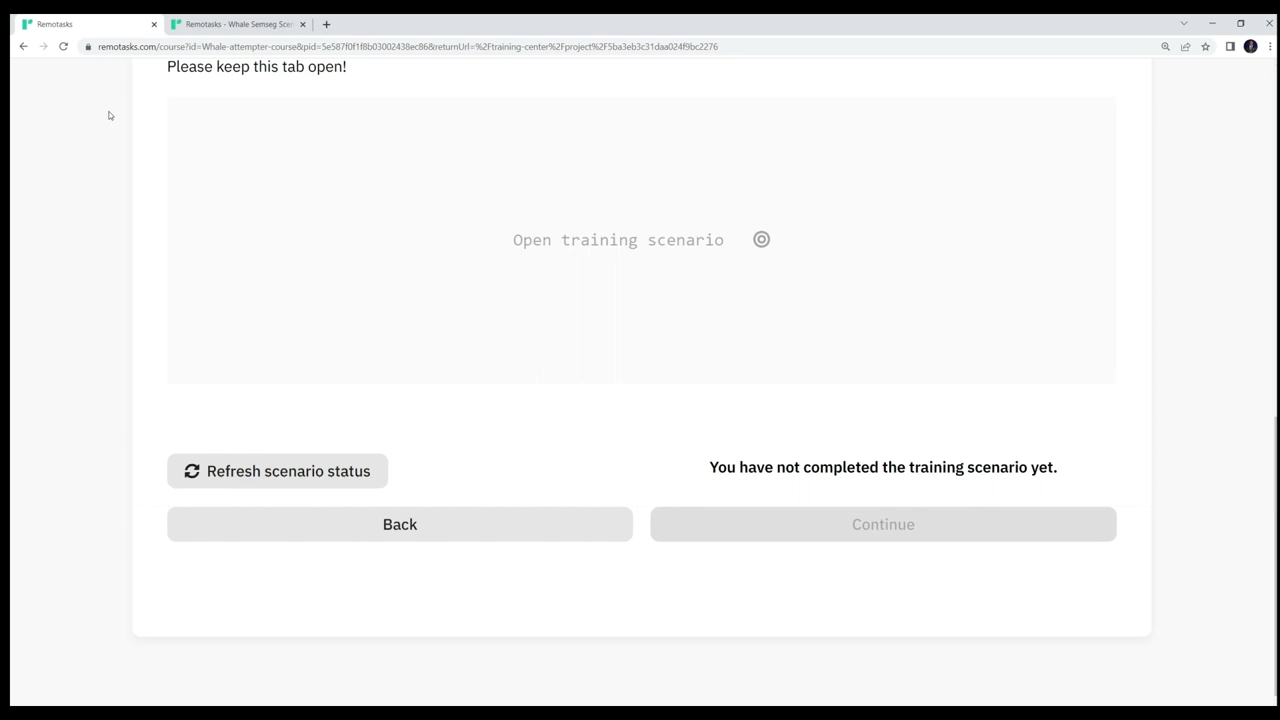 Remotasks
Remotasks - Whale Semseg Scen
remotasks.com/course?id=Whale-attempter-course&pid=5e587f0f1f8b03002438ec86&returnUrl=%2Ftraining-center%2Fproject%2F5ba3eb3c31daa024f9bc2276
Please keep this tab open!
Open training scenario
Refresh scenario status
You have not completed the training scenario yet.
Back
Continue